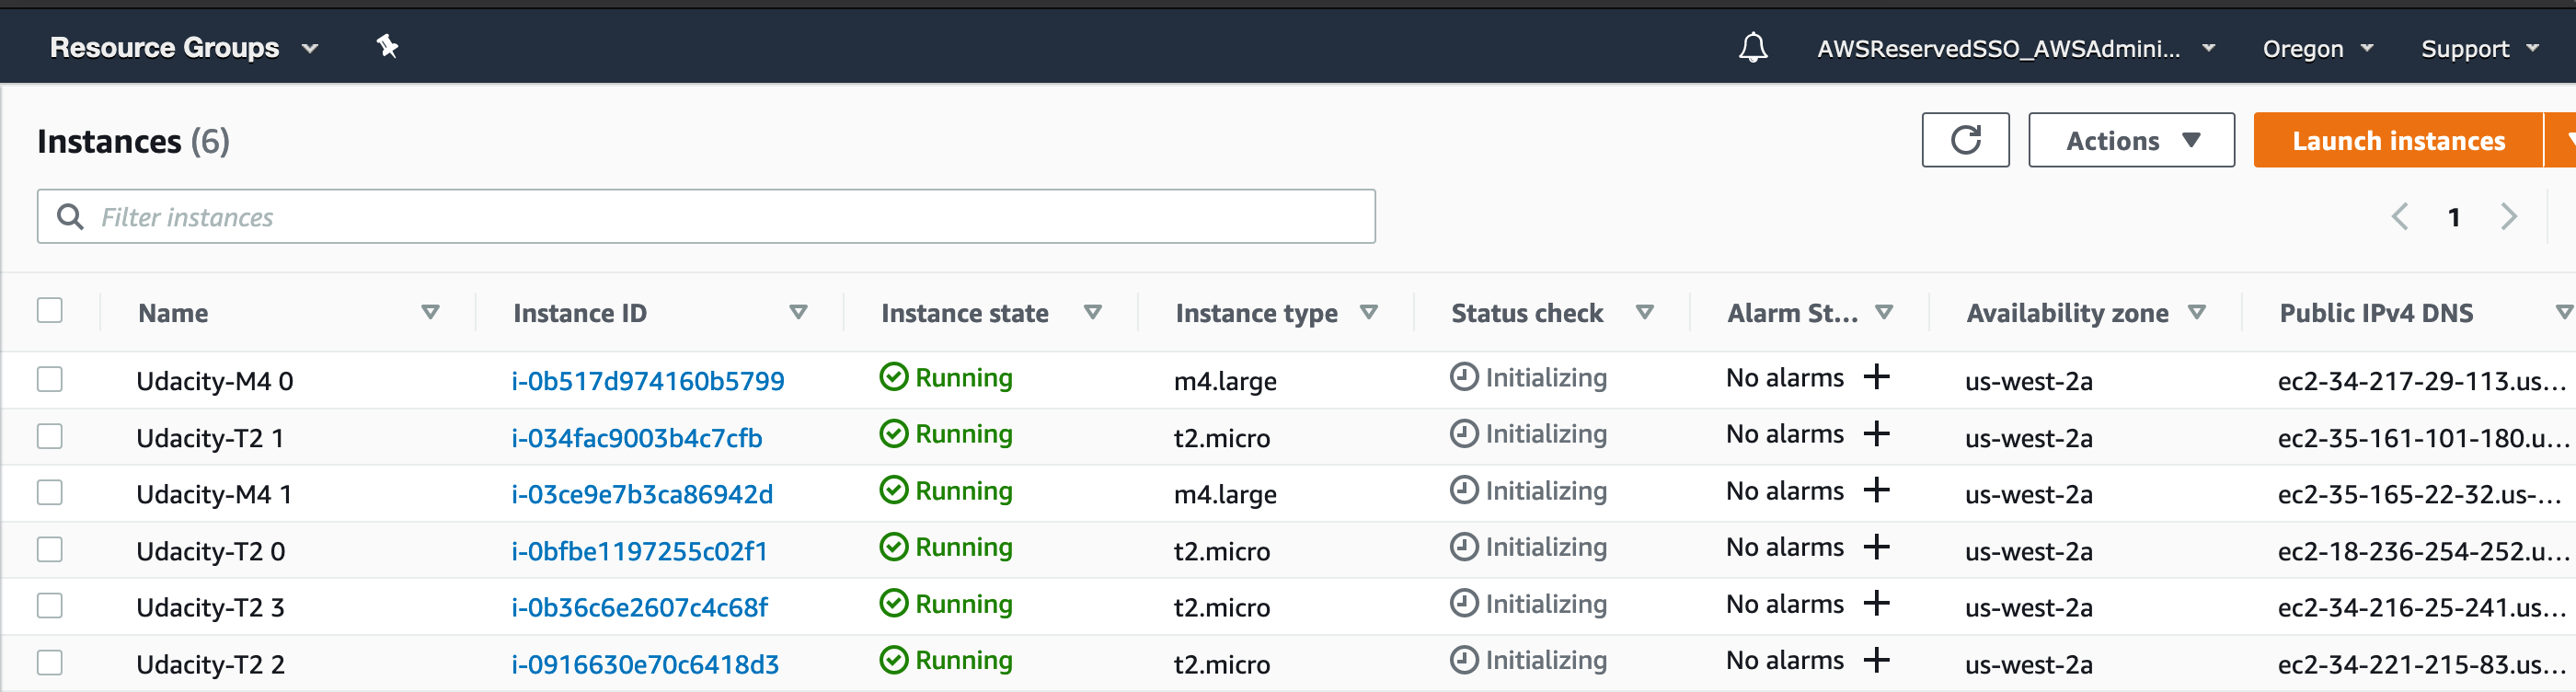 Resource Groups AWSReservedSSO_AWSAdmini... Oregon Support
Instances (6) Actions Launch instances
Filter instances 1
Name Instance ID Instance state Instance type Status check Alarm St... Availability zone Public IPv4 DNS
Udacity-M4 0 i-0b517d974160b5799 Running m4.large Initializing No alarms + us-west-2a ec2-34-217-29-113.us...
Udacity-T2 1 i-034fac9003b4c7cfb Running t2.micro Initializing No alarms + us-west-2a ec2-35-161-101-180.u...
Udacity-M4 1 i-03ce9e7b3ca86942d Running m4.large Initializing No alarms + us-west-2a ec2-35-165-22-32.us-...
Udacity-T2 0 i-0bfbe1197255c02f1 Running t2.micro Initializing No alarms + us-west-2a ec2-18-236-254-252.u...
Udacity-T2 3 i-0b36c6e2607c4c68f Running t2.micro Initializing No alarms + us-west-2a ec2-34-216-25-241.us...
Udacity-T2 2 i-0916630e70c6418d3 Running t2.micro Initializing No alarms + us-west-2a ec2-34-221-215-83.us...